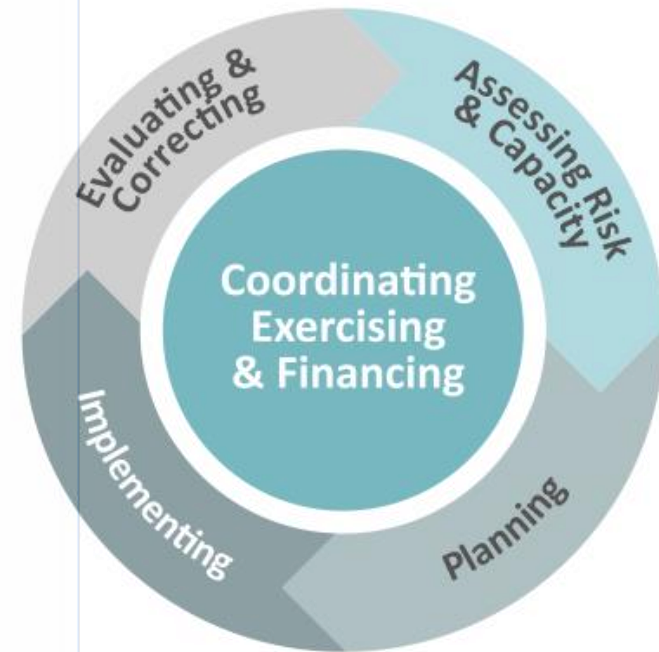 Evaluating &
Correcting
Assessing Risk
& Capacity
Coordinating
Exercising
& Financing
Implementing
Planning